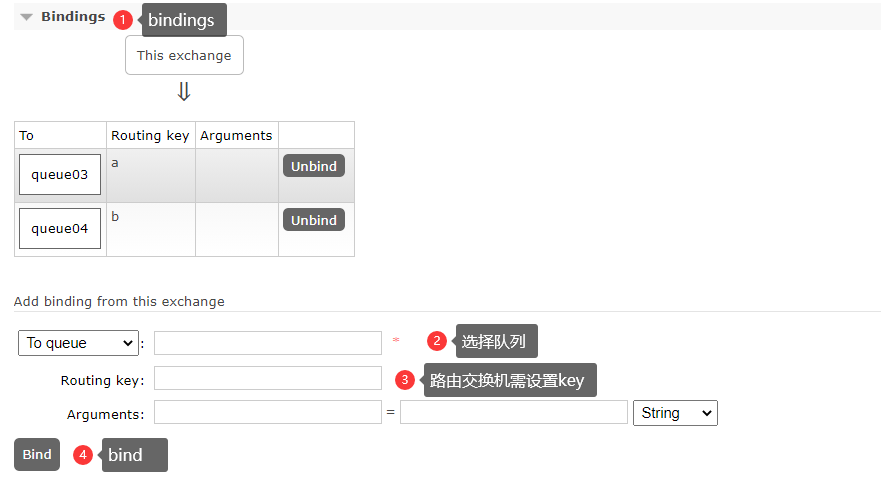 Bindings 1 bindings
This exchange
⇓
To Routing key Arguments
queue03 a Unbind
queue04 b Unbind
Add binding from this exchange
To queue : * 2 选择队列
Routing key: 3 路由交换机需设置key
Arguments: = String
Bind 4 bind